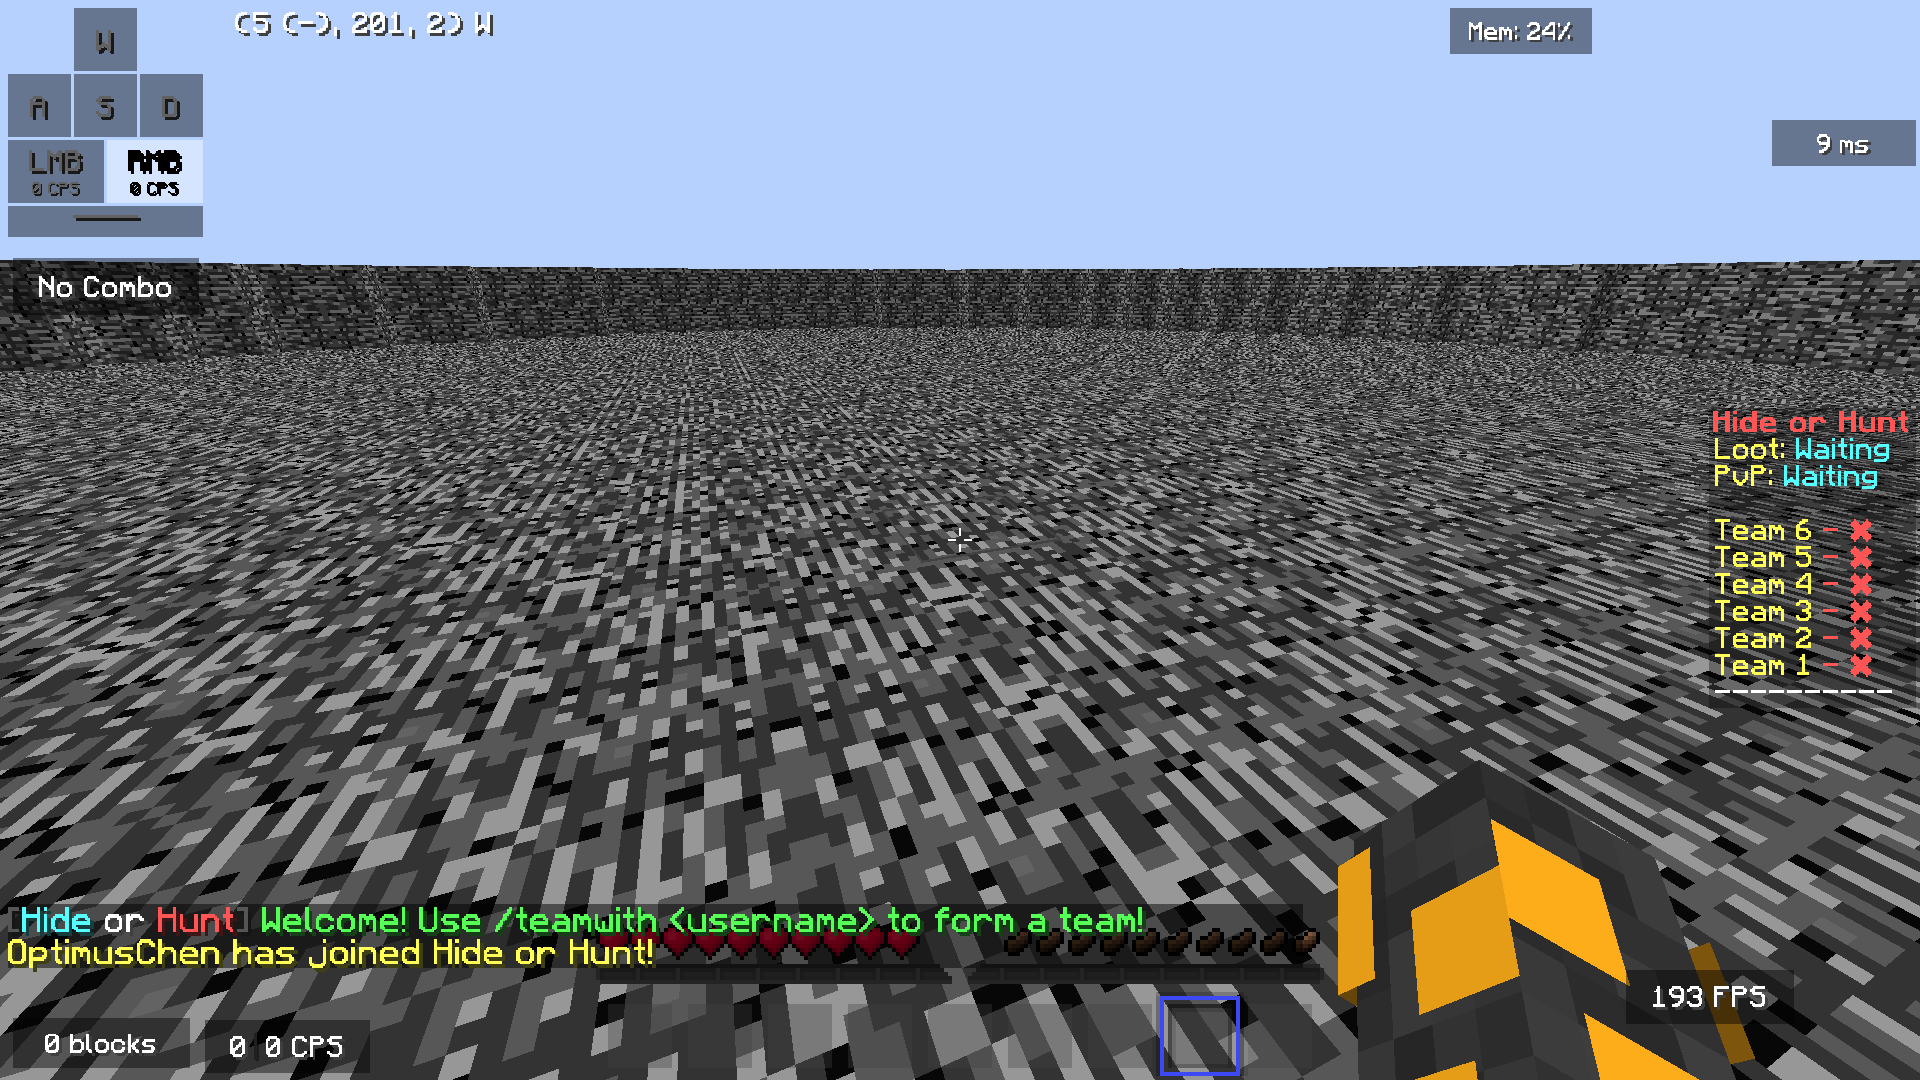 (5 (-), 201, 2) W
Mem: 24%
W
A S D
LMB RMB
0 CPS 0 CPS
9 ms
No Combo
Hide or Hunt
Loot: Waiting
PvP: Waiting
Team 6 - ✖
Team 5 - ✖
Team 4 - ✖
Team 3 - ✖
Team 2 - ✖
Team 1 - ✖
----------
[Hide or Hunt] Welcome! Use /teamwith <username> to form a team!
OptimusChen has joined Hide or Hunt!
193 FPS
0 blocks
0 0 CPS